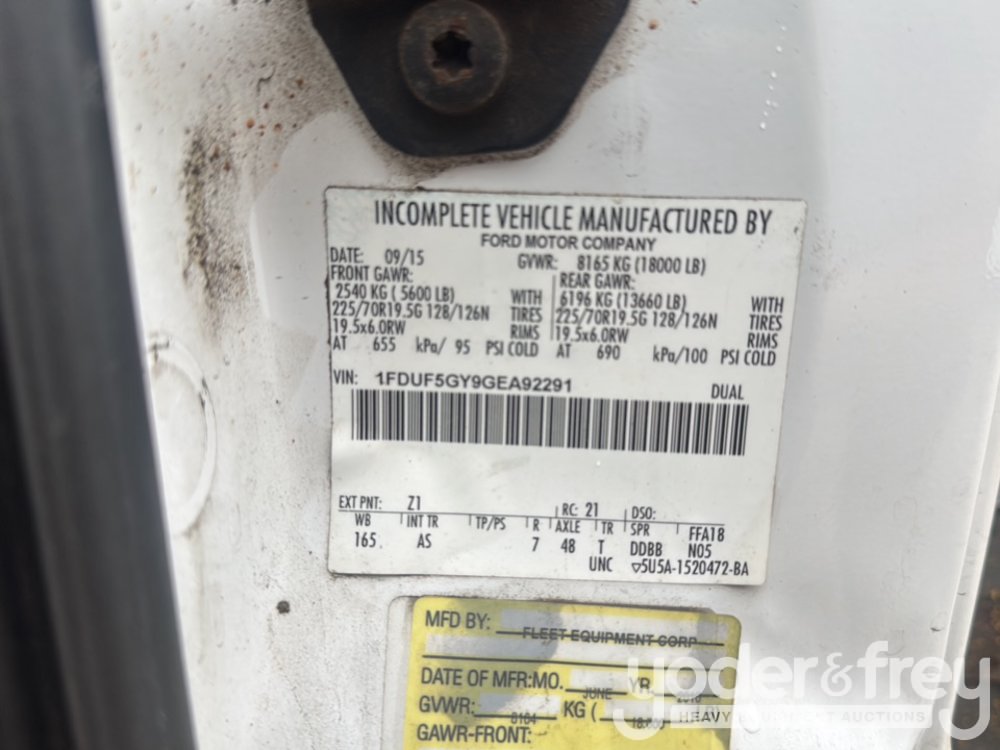 INCOMPLETE VEHICLE MANUFACTURED BY
FORD MOTOR COMPANY
DATE: 09/15 GVWR: 8165 KG (18000 LB)
FRONT GAWR: REAR GAWR:
2540 KG ( 5600 LB) WITH 6196 KG (13660 LB) WITH
225/70R19.5G 128/126N TIRES 225/70R19.5G 128/126N TIRES
19.5x6.0RW RIMS 19.5x6.0RW RIMS
AT 655 kPa/ 95 PSI COLD AT 690 kPa/100 PSI COLD
VIN: 1FDUF5GY9GEA92291 DUAL
EXT PNT: Z1 RC: 21 DSO:
WB INT TR TP/PS R AXLE TR SPR FFA18
165. AS 7 48 T DDBB N05
UNC ▽5U5A-1520472-BA
MFD BY: FLEET EQUIPMENT CORP
DATE OF MFR: MO. JUNE YR.
GVWR: 8164 KG (
GAWR-FRONT:
yoder&frey
HEAVY EQUIPMENT AUCTIONS